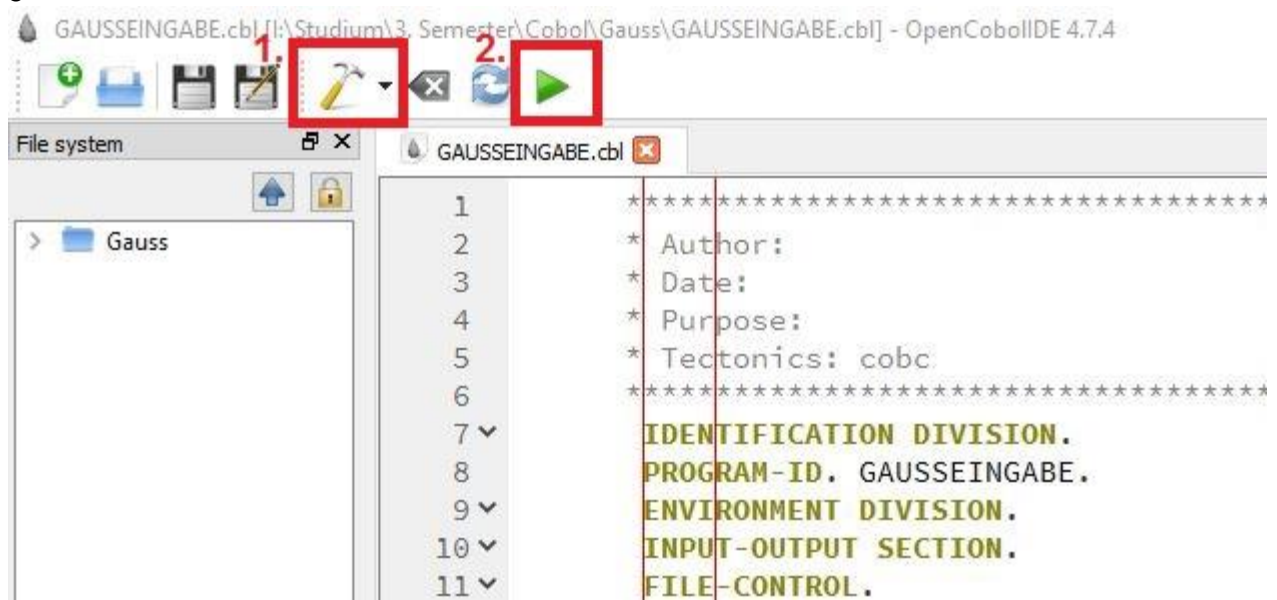 GAUSSEINGABE.cbl [I:\Studium\3. Semester\Cobol\Gauss\GAUSSEINGABE.cbl] - OpenCobolIDE 4.7.4
1.
2.
File system
GAUSSEINGABE.cbl
Gauss
1 ************************************
2 * Author:
3 * Date:
4 * Purpose:
5 * Tectonics: cobc
6 ************************************
7 IDENTIFICATION DIVISION.
8 PROGRAM-ID. GAUSSEINGABE.
9 ENVIRONMENT DIVISION.
10 INPUT-OUTPUT SECTION.
11 FILE-CONTROL.